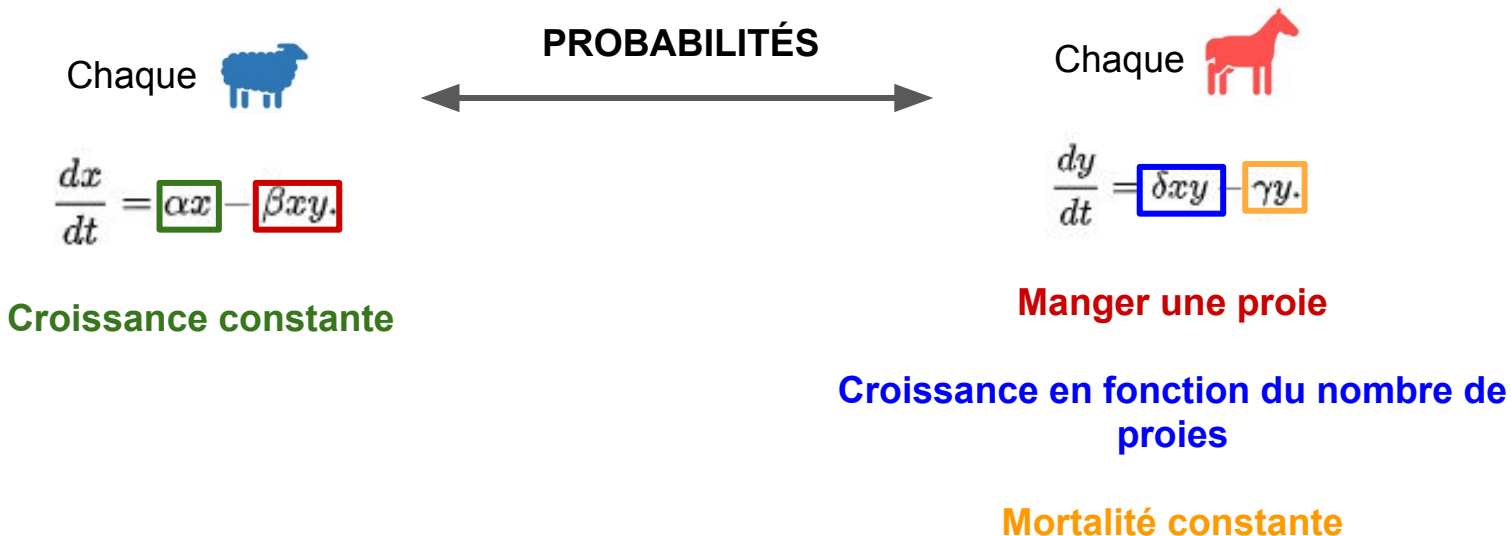 PROBABILITÉS
Chaque
Chaque
dx/dt = αx − βxy.
dy/dt = δxy − γy.
Croissance constante
Manger une proie
Croissance en fonction du nombre de
proies
Mortalité constante